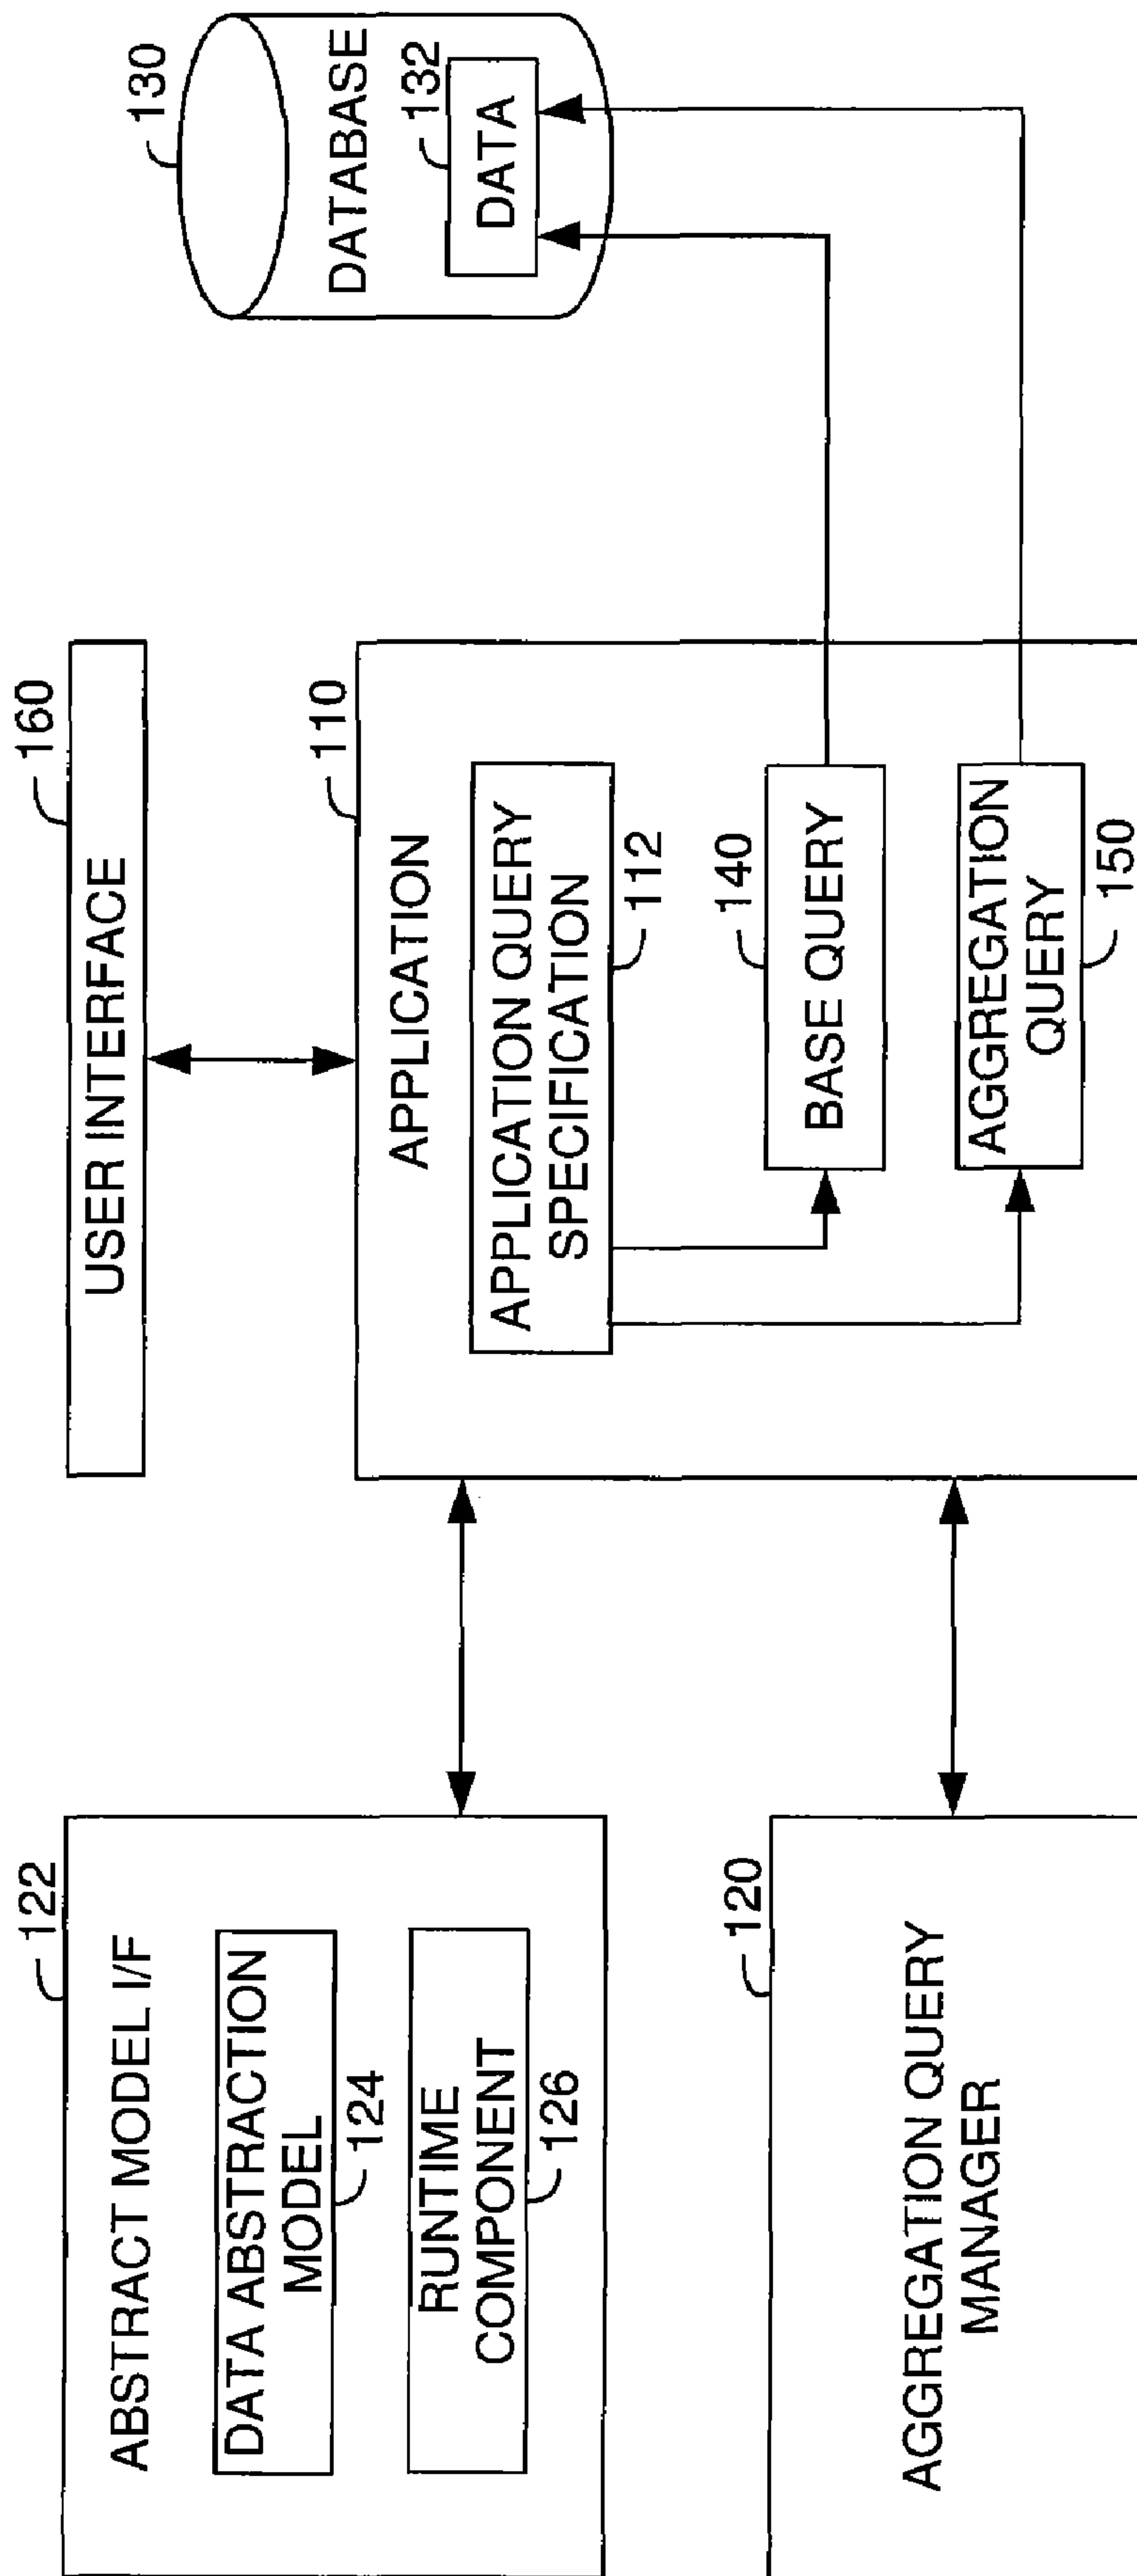 160
USER INTERFACE
122
ABSTRACT MODEL I/F
DATA ABSTRACTION
MODEL
124
RUNTIME
COMPONENT
126
120
AGGREGATION QUERY
MANAGER
110
APPLICATION
APPLICATION QUERY
SPECIFICATION
112
140
BASE QUERY
AGGREGATION
QUERY
150
130
DATABASE
132
DATA